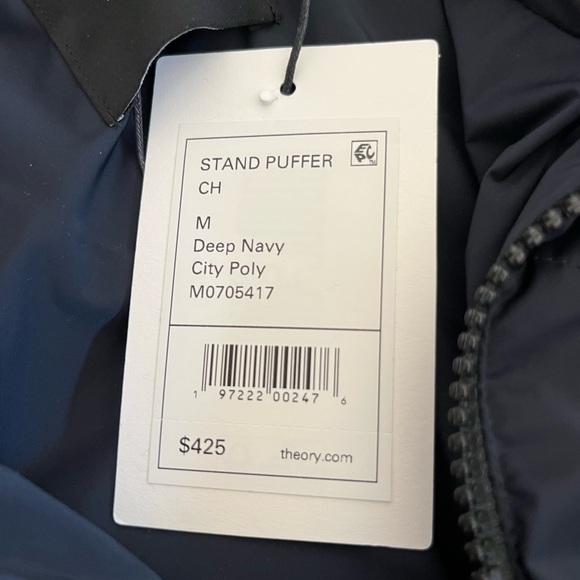 STAND PUFFER
CH
M
Deep Navy
City Poly
M0705417
1 97222 00247 6
$425
theory.com